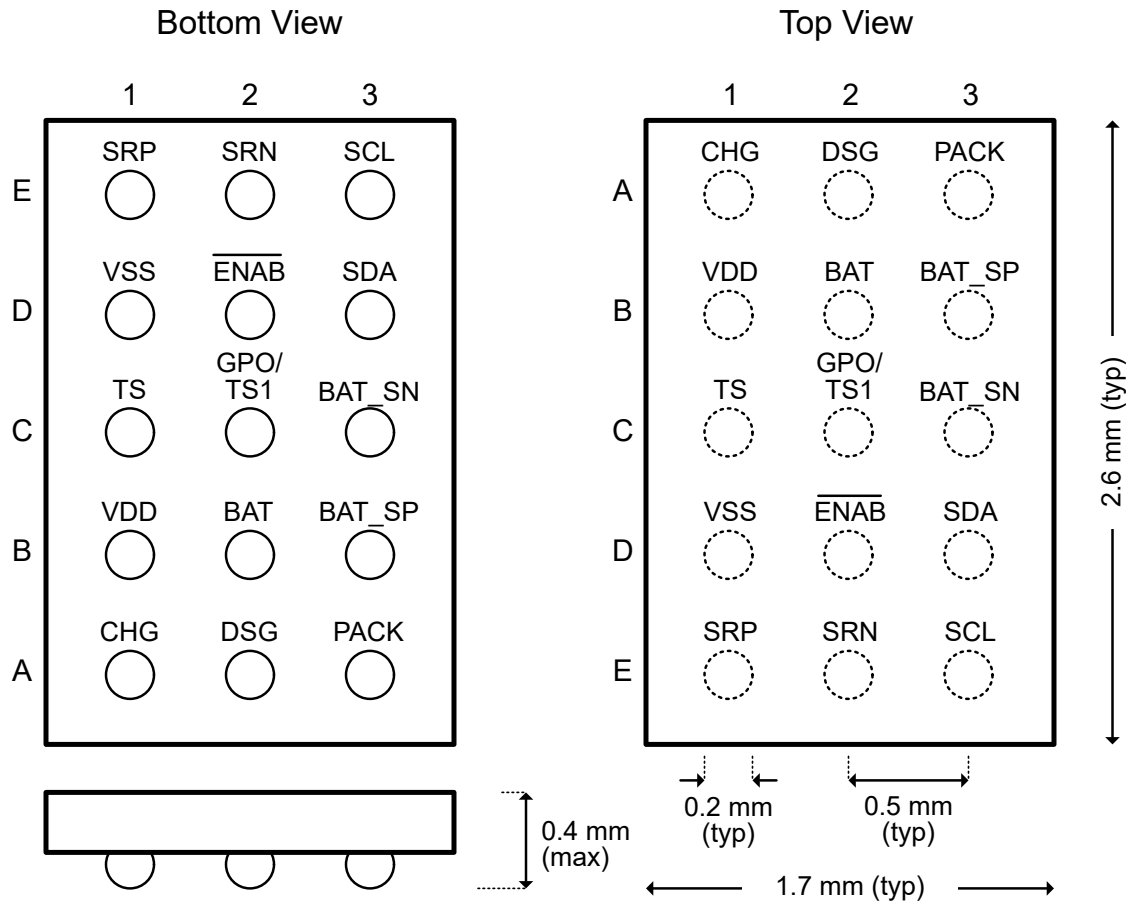 Bottom View
1 2 3
SRP SRN SCL
E
VSS ENAB SDA
D
GPO/
TS TS1 BAT_SN
C
VDD BAT BAT_SP
B
CHG DSG PACK
A
0.4 mm
(max)
Top View
1 2 3
CHG DSG PACK
A
VDD BAT BAT_SP
B
GPO/
TS TS1 BAT_SN
C
VSS ENAB SDA
D
SRP SRN SCL
E
2.6 mm (typ)
0.2 mm
(typ)
0.5 mm
(typ)
1.7 mm (typ)